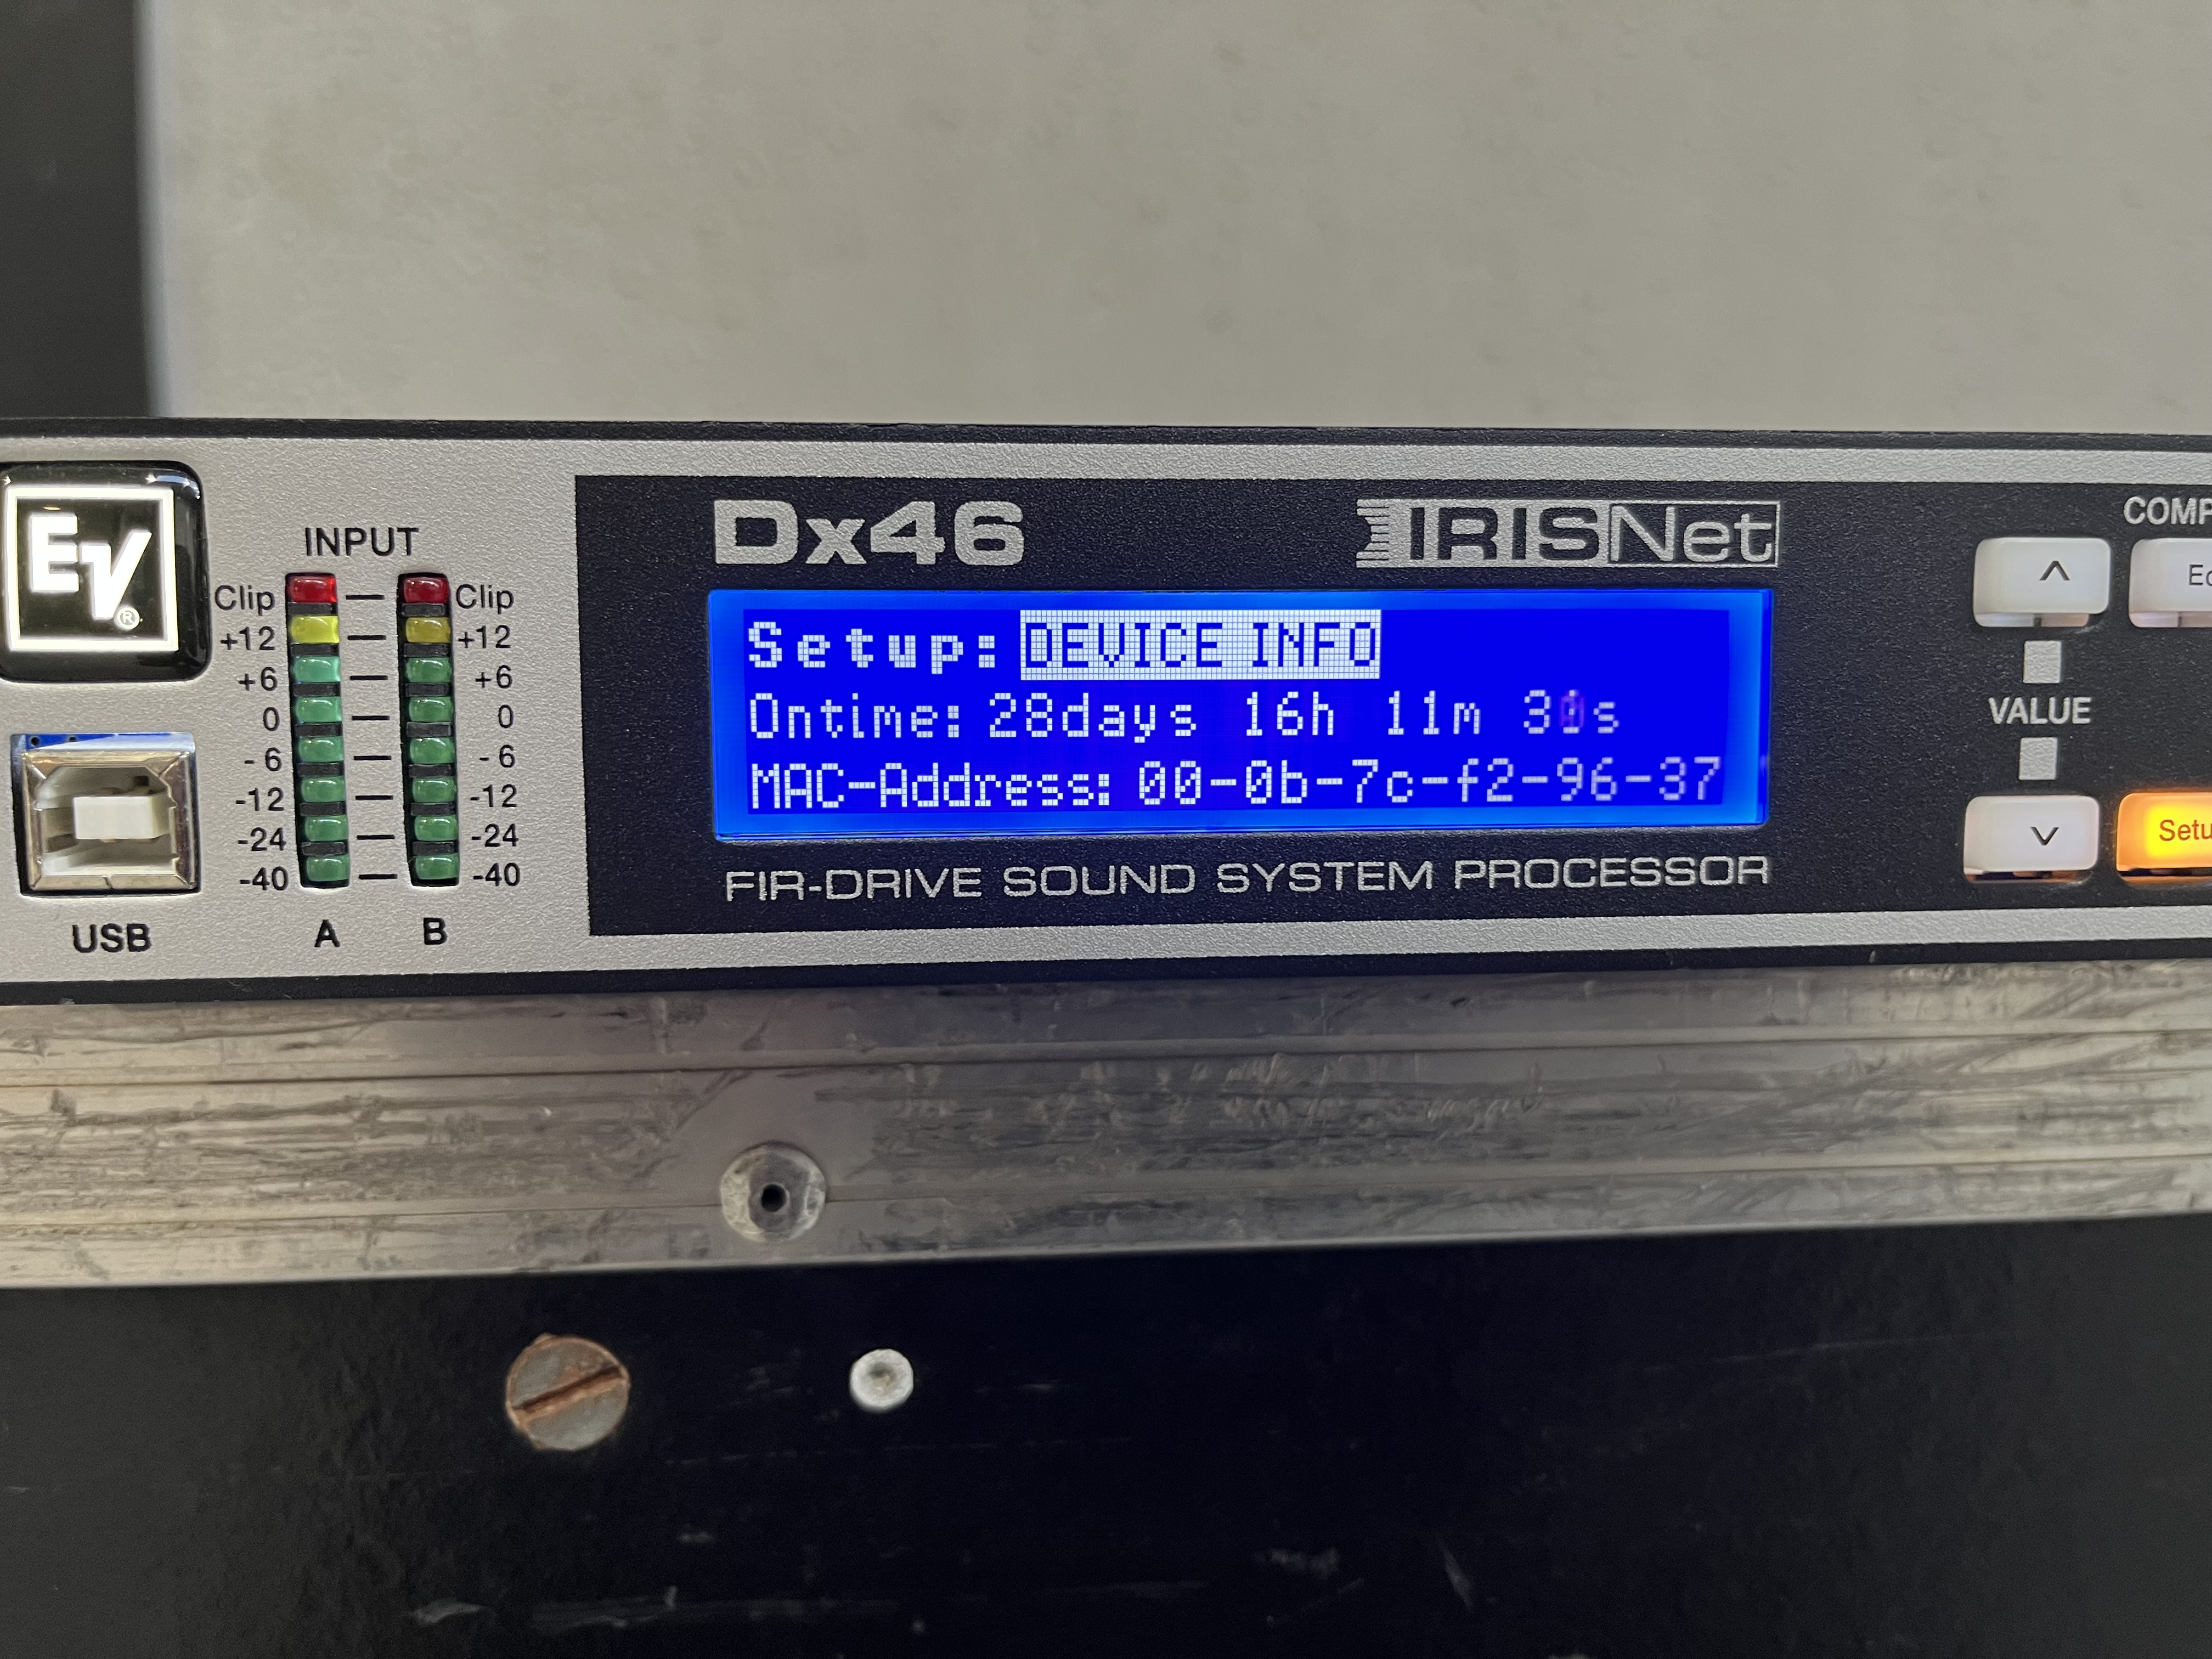 EV®
INPUT
Clip Clip
+12 +12
+6 +6
0 0
-6 -6
-12 -12
-24 -24
-40 -40
A B
USB
Dx46
IRISNet
Setup: DEVICE INFO
Ontime: 28days 16h 11m
MAC-Address: 00-0b-7c-f2-96-37
FIR-DRIVE SOUND SYSTEM PROCESSOR
^
VALUE
v